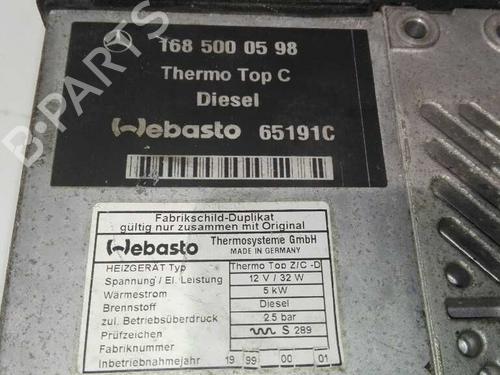 168 500 05 98
Thermo Top C
Diesel
Webasto 65191C
Fabrikschild-Duplikat
gültig nur zusammen mit Original
Webasto Thermosysteme GmbH
MADE IN GERMANY
HEIZGERÄT Typ Thermo Top Z/C -D
Spannung / El. Leistung 12 V / 32 W
Wärmestrom 5 kW
Brennstoff Diesel
zul. Betriebsüberdruck 2.5 bar
Prüfzeichen S 289
Fabriknummer
Inbetriebnahmejahr 19 99 00 01
B-PARTS